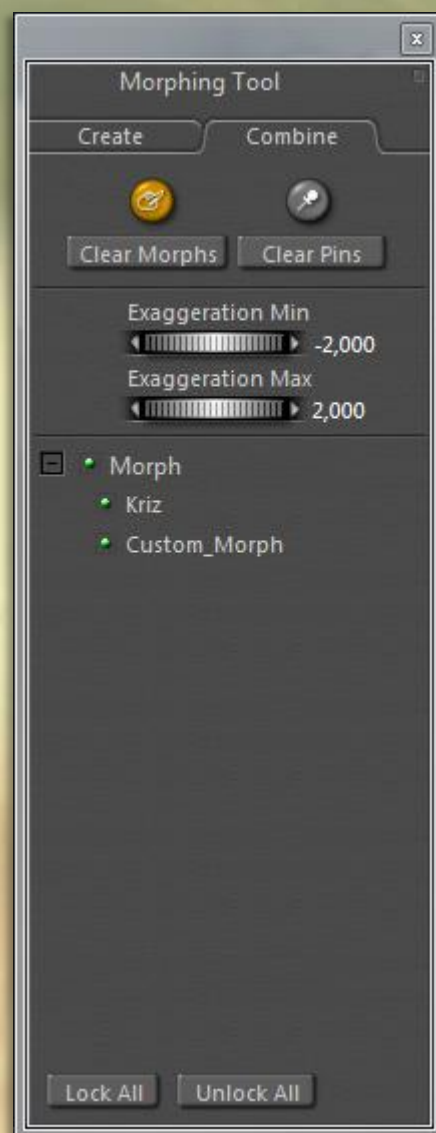 Morphing Tool
Create Combine
Clear Morphs Clear Pins
Exaggeration Min
-2,000
Exaggeration Max
2,000
Morph
Kriz
Custom_Morph
Lock All Unlock All